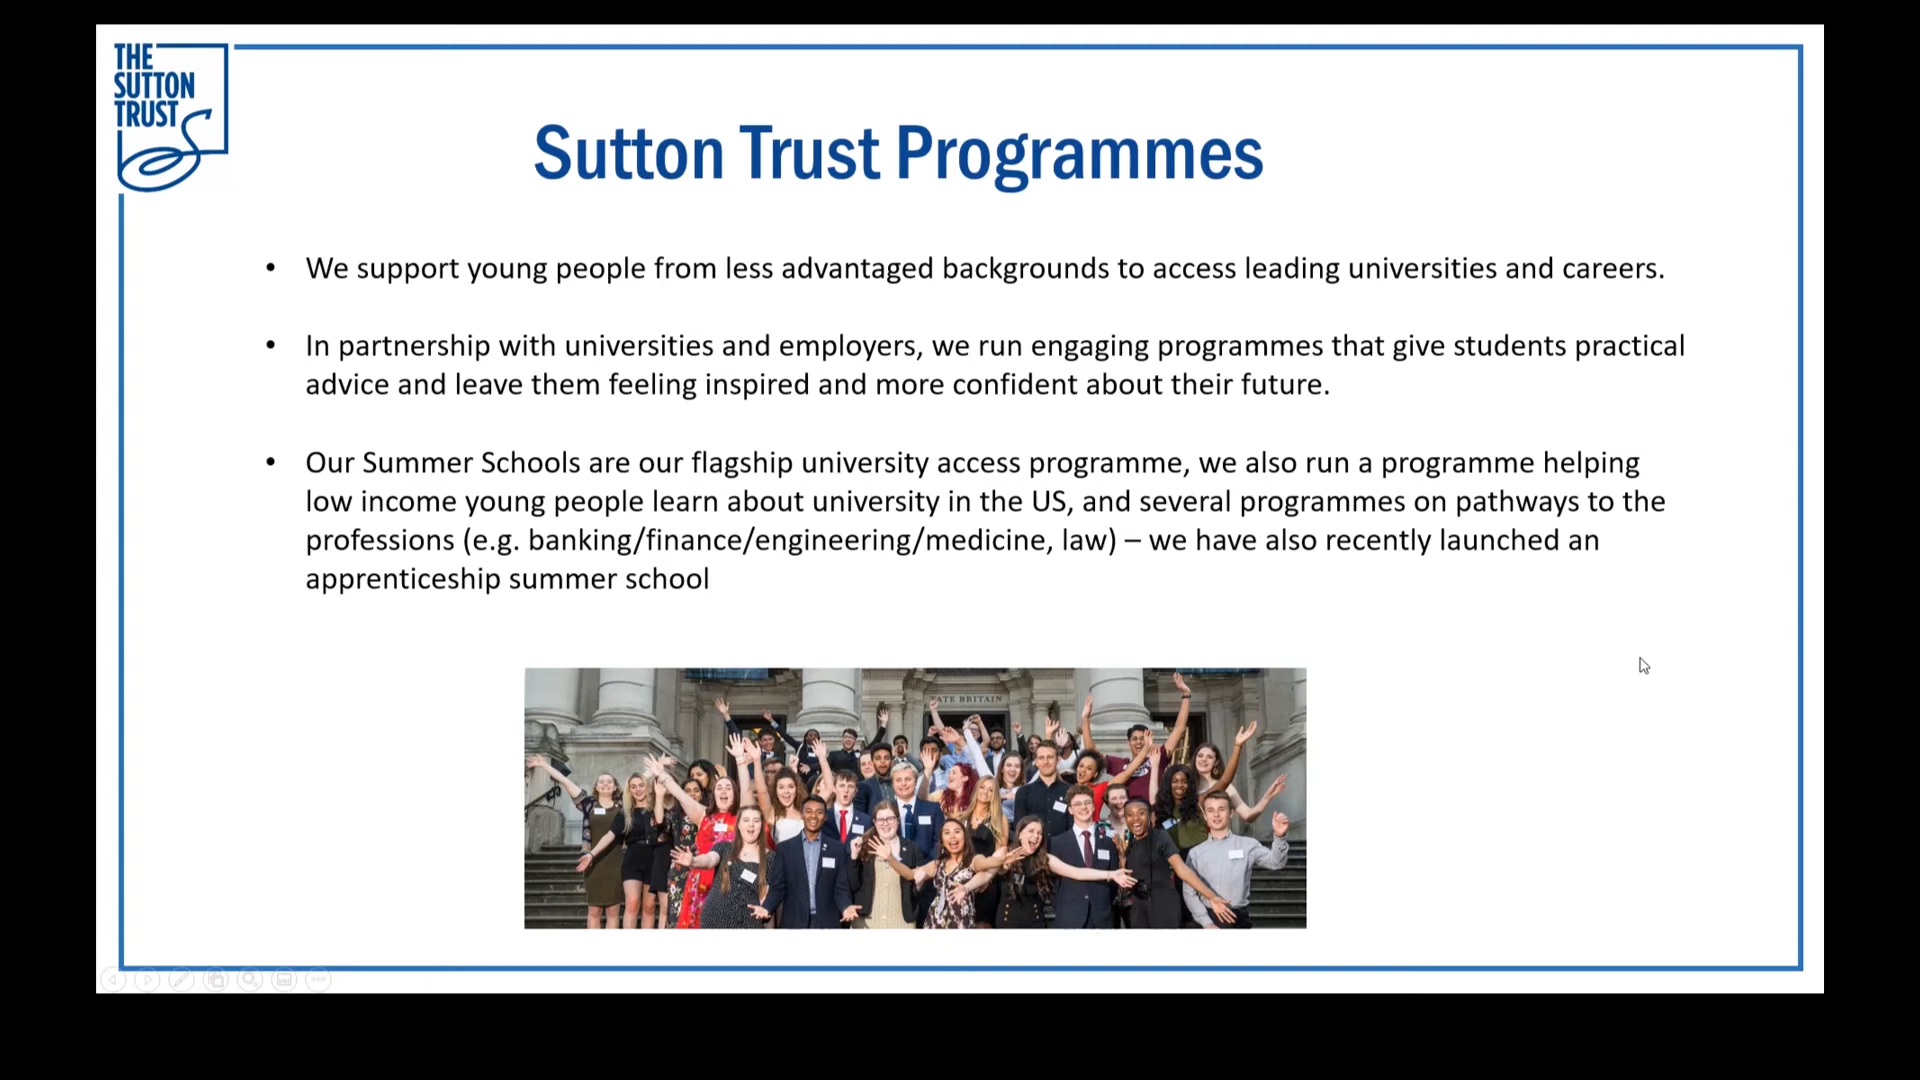 THE
SUTTON
TRUST
Sutton Trust Programmes
• We support young people from less advantaged backgrounds to access leading universities and careers.
• In partnership with universities and employers, we run engaging programmes that give students practical
advice and leave them feeling inspired and more confident about their future.
• Our Summer Schools are our flagship university access programme, we also run a programme helping
low income young people learn about university in the US, and several programmes on pathways to the
professions (e.g. banking/finance/engineering/medicine, law) – we have also recently launched an
apprenticeship summer school
TATE BRITAIN